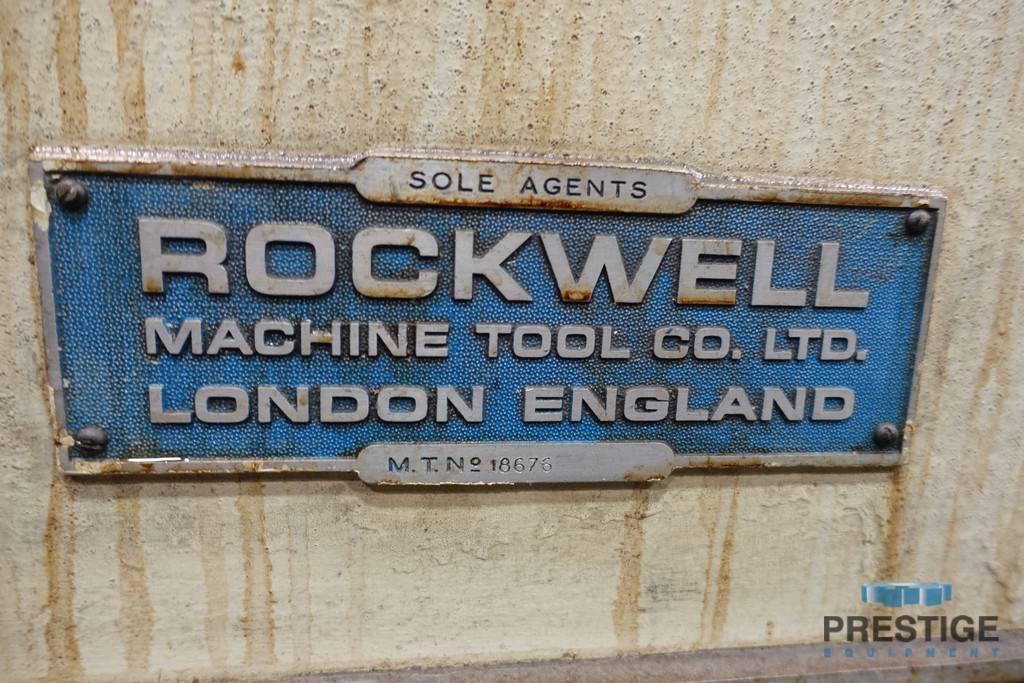 SOLE AGENTS
ROCKWELL
MACHINE TOOL CO. LTD.
LONDON ENGLAND
M.T. Nº 18676
PRESTIGE
EQUIPMENT